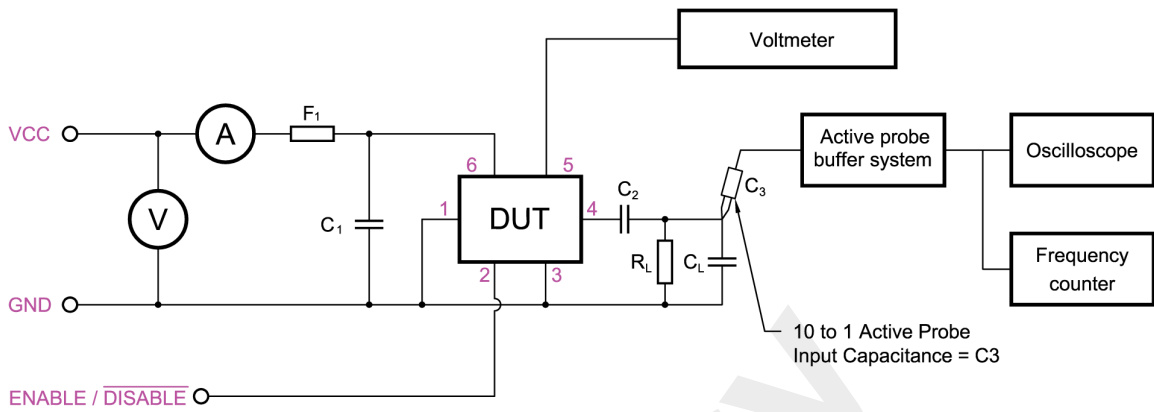 Voltmeter
VCC
A
F1
6
5
Active probe
buffer system
Oscilloscope
C3
V
C1
1
DUT
4
C2
RL
CL
2
3
Frequency
counter
GND
10 to 1 Active Probe
Input Capacitance = C3
ENABLE / DISABLE